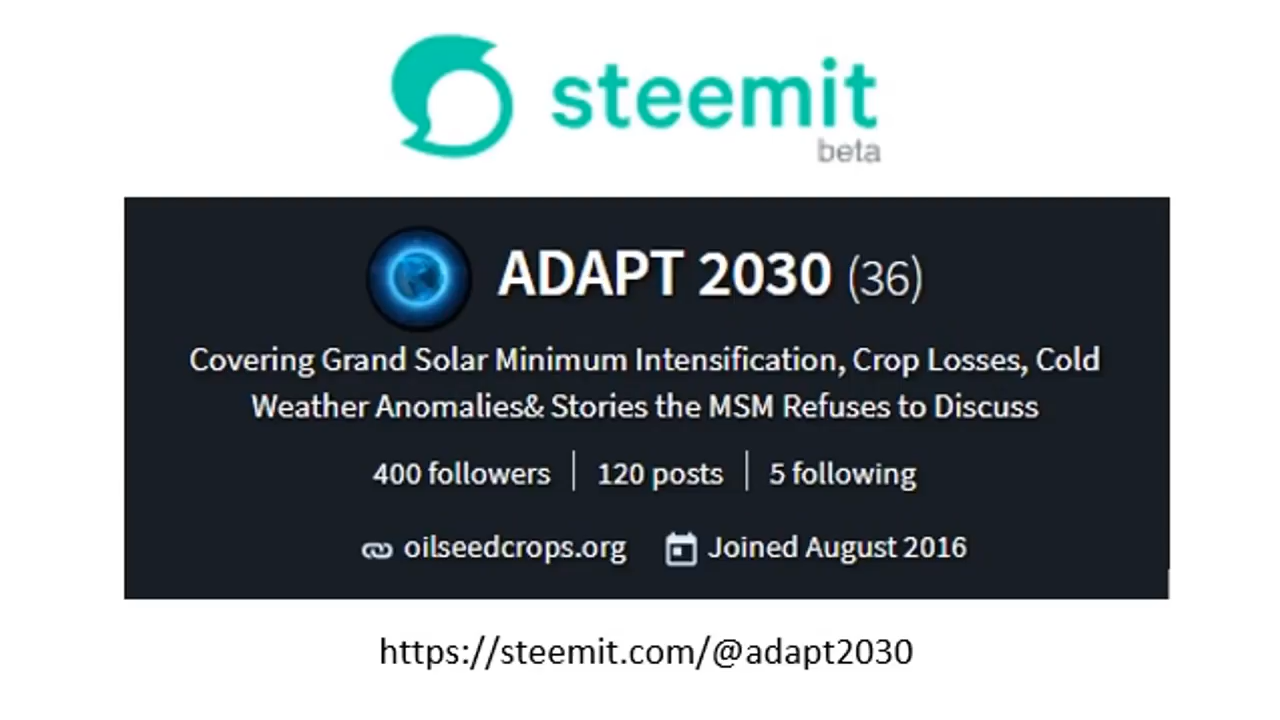 steemit
beta
ADAPT 2030 (36)
Covering Grand Solar Minimum Intensification, Crop Losses, Cold
Weather Anomalies& Stories the MSM Refuses to Discuss
400 followers | 120 posts | 5 following
oilseedcrops.org Joined August 2016
https://steemit.com/@adapt2030